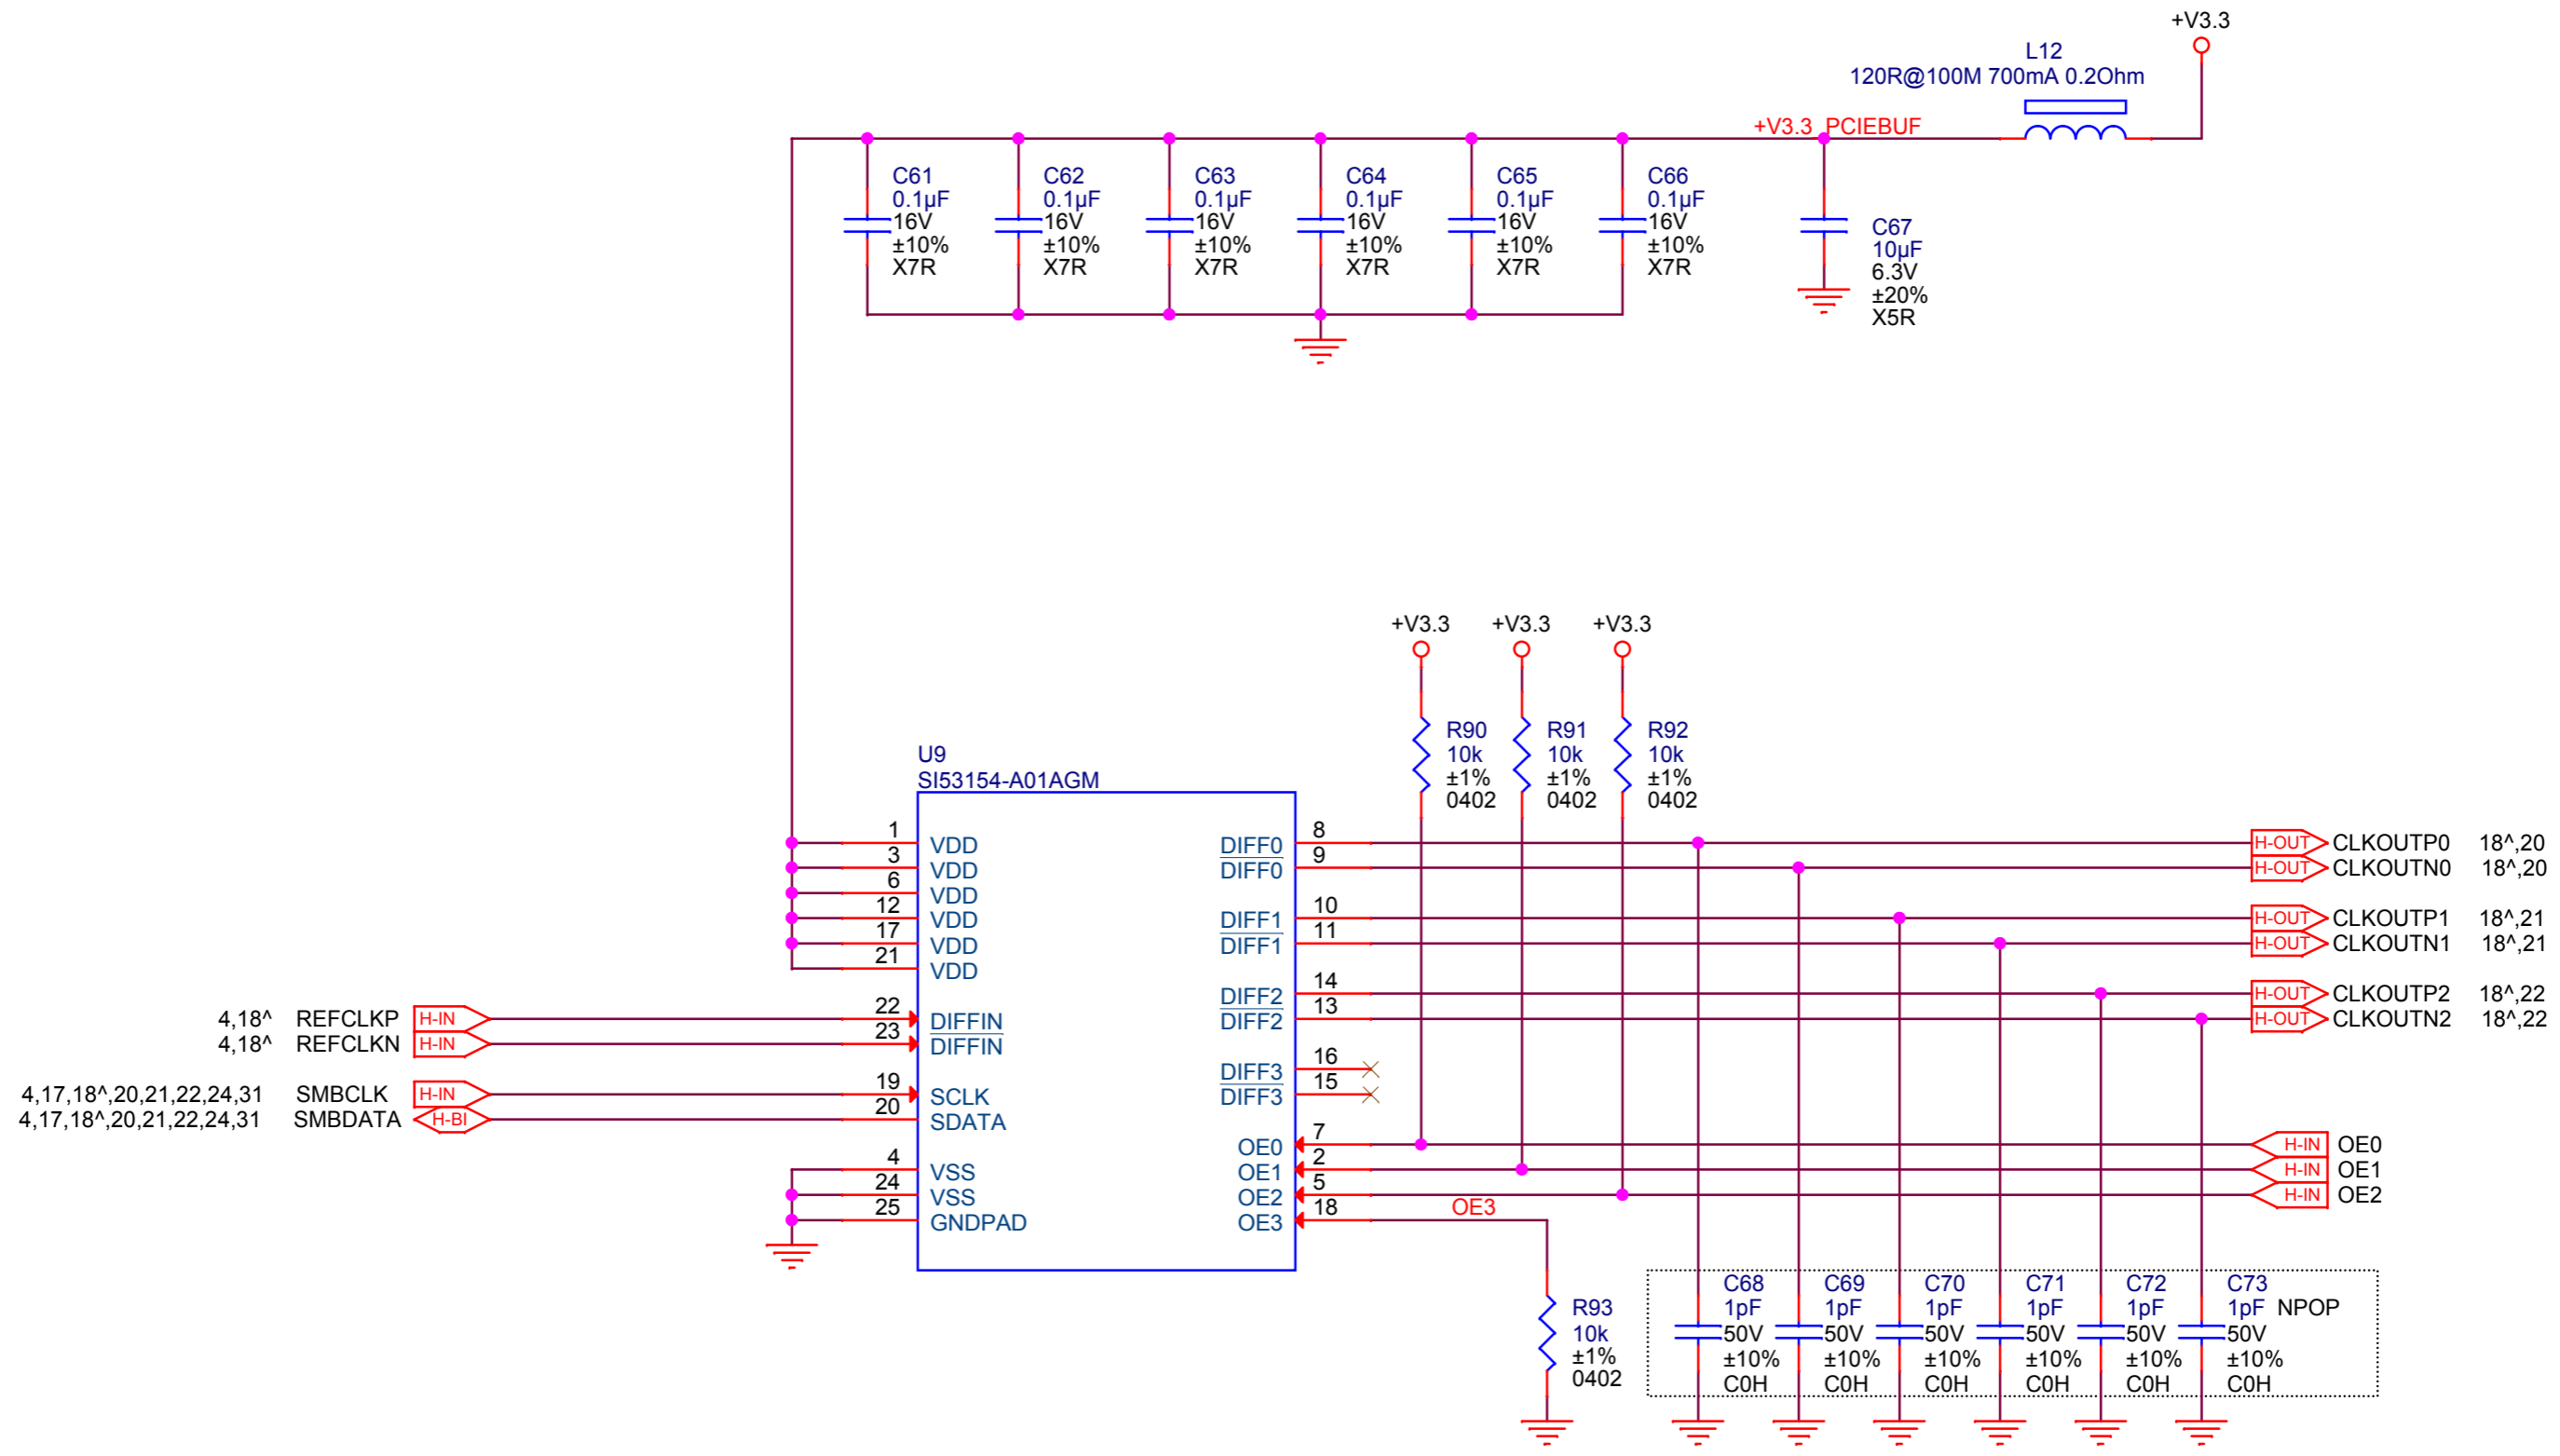 +V3.3
L12
120R@100M 700mA 0.2Ohm
+V3.3_PCIEBUF
C61
0.1µF
16V
±10%
X7R
C62
0.1µF
16V
±10%
X7R
C63
0.1µF
16V
±10%
X7R
C64
0.1µF
16V
±10%
X7R
C65
0.1µF
16V
±10%
X7R
C66
0.1µF
16V
±10%
X7R
C67
10µF
6.3V
±20%
X5R
+V3.3
+V3.3
+V3.3
R90
10k
±1%
0402
R91
10k
±1%
0402
R92
10k
±1%
0402
U9
SI53154-A01AGM
1 VDD
3 VDD
6 VDD
12 VDD
17 VDD
21 VDD
4,18^ REFCLKP H-IN 22 DIFFIN
4,18^ REFCLKN H-IN 23 DIFFIN
4,17,18^,20,21,22,24,31 SMBCLK H-IN 19 SCLK
4,17,18^,20,21,22,24,31 SMBDATA H-BI 20 SDATA
4 VSS
24 VSS
25 GNDPAD
DIFF0 8 H-OUT CLKOUTP0 18^,20
DIFF0 9 H-OUT CLKOUTN0 18^,20
DIFF1 10 H-OUT CLKOUTP1 18^,21
DIFF1 11 H-OUT CLKOUTN1 18^,21
DIFF2 14 H-OUT CLKOUTP2 18^,22
DIFF2 13 H-OUT CLKOUTN2 18^,22
DIFF3 16
DIFF3 15
OE0 7 H-IN OE0
OE1 2 H-IN OE1
OE2 5 H-IN OE2
OE3 18 OE3
R93
10k
±1%
0402
C68
1pF
50V
±10%
C0H
C69
1pF
50V
±10%
C0H
C70
1pF
50V
±10%
C0H
C71
1pF
50V
±10%
C0H
C72
1pF
50V
±10%
C0H
C73
1pF NPOP
50V
±10%
C0H